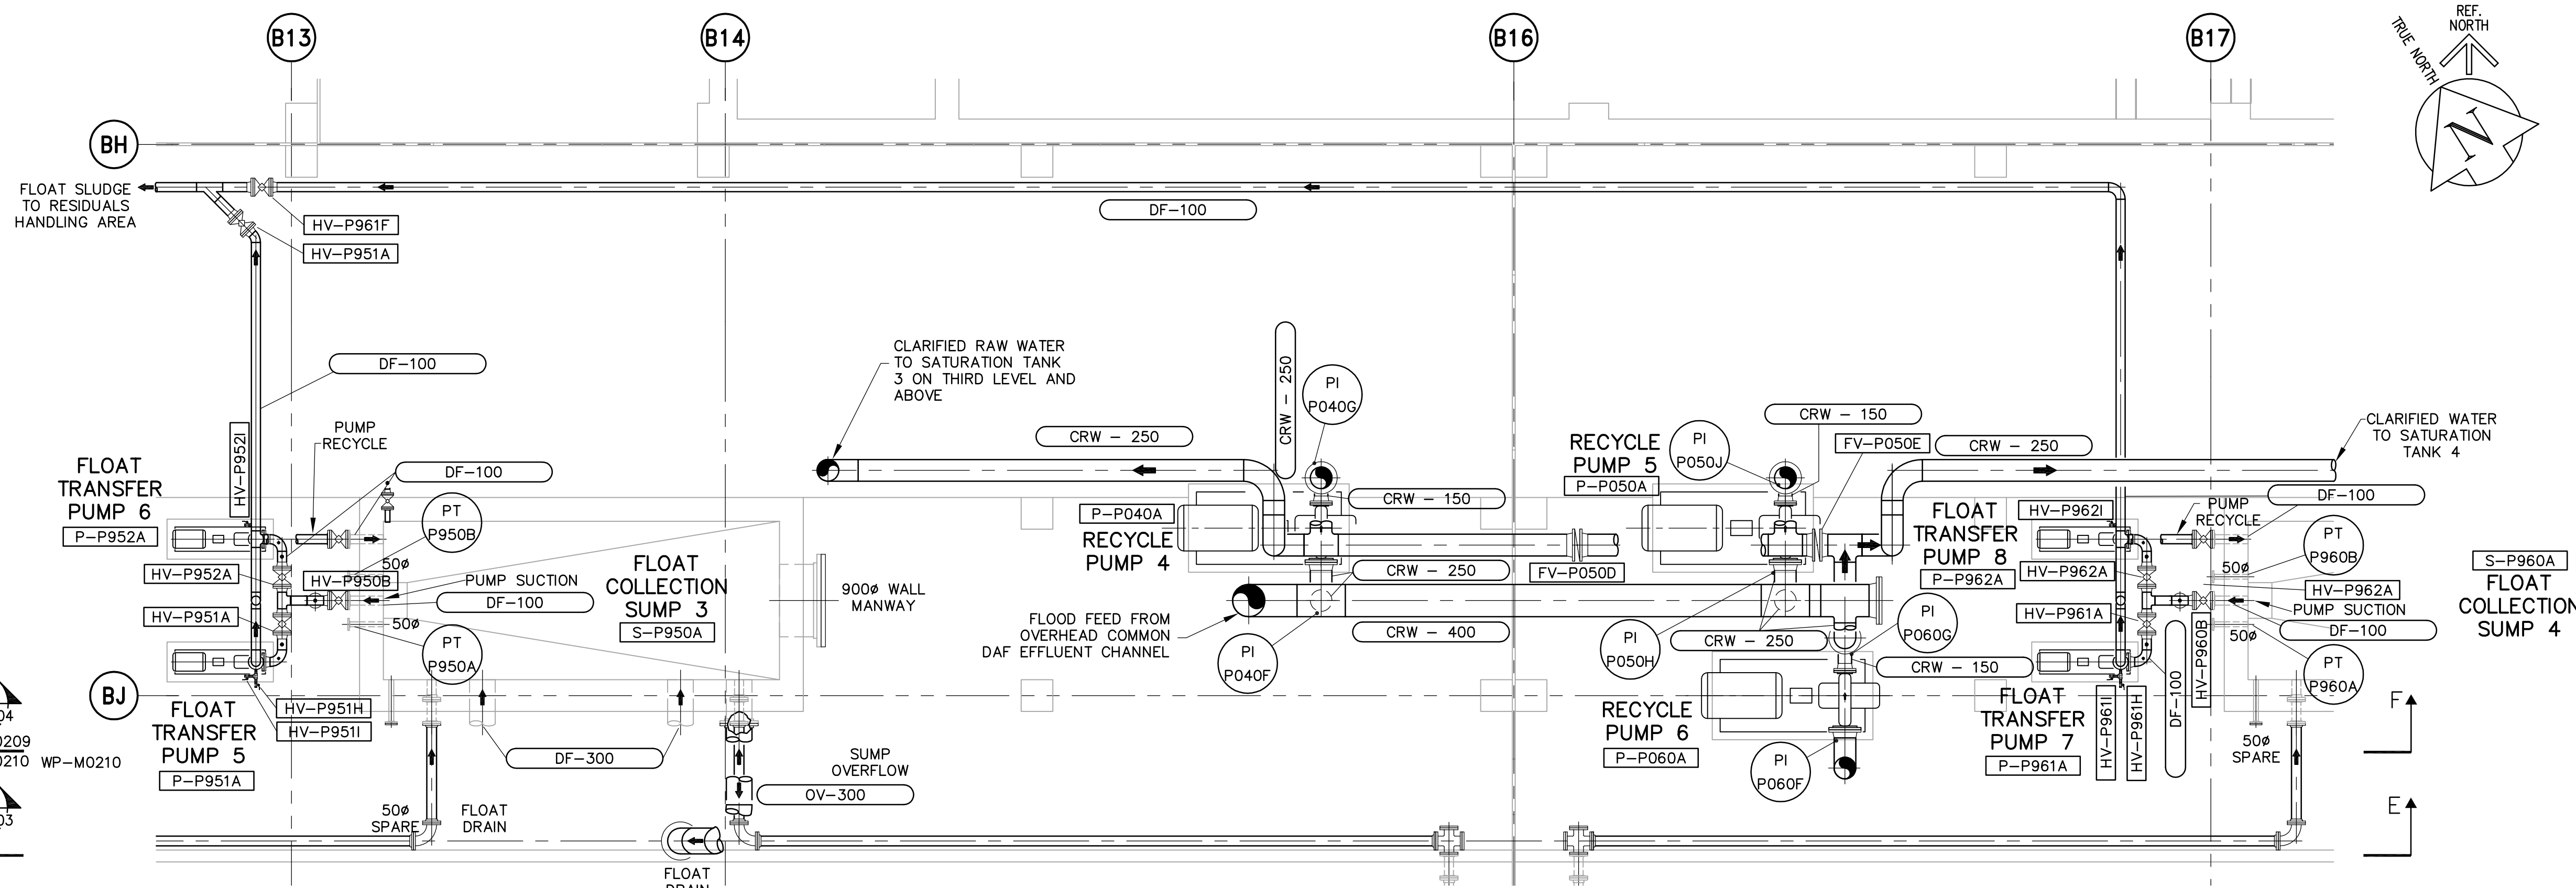 B13
B14
B16
B17
REF.
NORTH
TRUE NORTH
N
BH
FLOAT SLUDGE
TO RESIDUALS
HANDLING AREA
HV-P961F
HV-P951A
DF-100
DF-100
CLARIFIED RAW WATER
TO SATURATION TANK
3 ON THIRD LEVEL AND
ABOVE
CRW - 250
PI
P040G
CRW - 250
CRW - 150
RECYCLE
PUMP 5
P-P050A
PI
P050J
CRW - 150
FV-P050E
CRW - 250
CLARIFIED WATER
TO SATURATION
TANK 4
HV-P952I
PUMP
RECYCLE
DF-100
FLOAT
TRANSFER
PUMP 6
P-P952A
PT
P950B
50ø
HV-P952A
HV-P950B
PUMP SUCTION
DF-100
HV-P951A
50ø
PT
P950A
FLOAT
COLLECTION
SUMP 3
S-P950A
900ø WALL
MANWAY
P-P040A
RECYCLE
PUMP 4
CRW - 250
FV-P050D
FLOOD FEED FROM
OVERHEAD COMMON
DAF EFFLUENT CHANNEL
CRW - 400
PI
P040F
PI
P050H
CRW - 250
PI
P060G
CRW - 150
RECYCLE
PUMP 6
P-P060A
PI
P060F
FLOAT
TRANSFER
PUMP 8
P-P962A
HV-P962I
PUMP
RECYCLE
DF-100
HV-P962A
PT
P960B
50ø
HV-P962A
PUMP SUCTION
DF-100
HV-P961A
HV-P960B
50ø
PT
P960A
S-P960A
FLOAT
COLLECTION
SUMP 4
BJ
HV-P951H
HV-P951I
FLOAT
TRANSFER
PUMP 5
P-P951A
DF-300
SUMP
OVERFLOW
OV-300
FLOAT
TRANSFER
PUMP 7
P-P961A
HV-P961I
HV-P961H
DF-100
50ø
SPARE
F
E
04
0209
0210
WP-M0210
03
50ø
SPARE
FLOAT
DRAIN
FLOAT
DRAIN